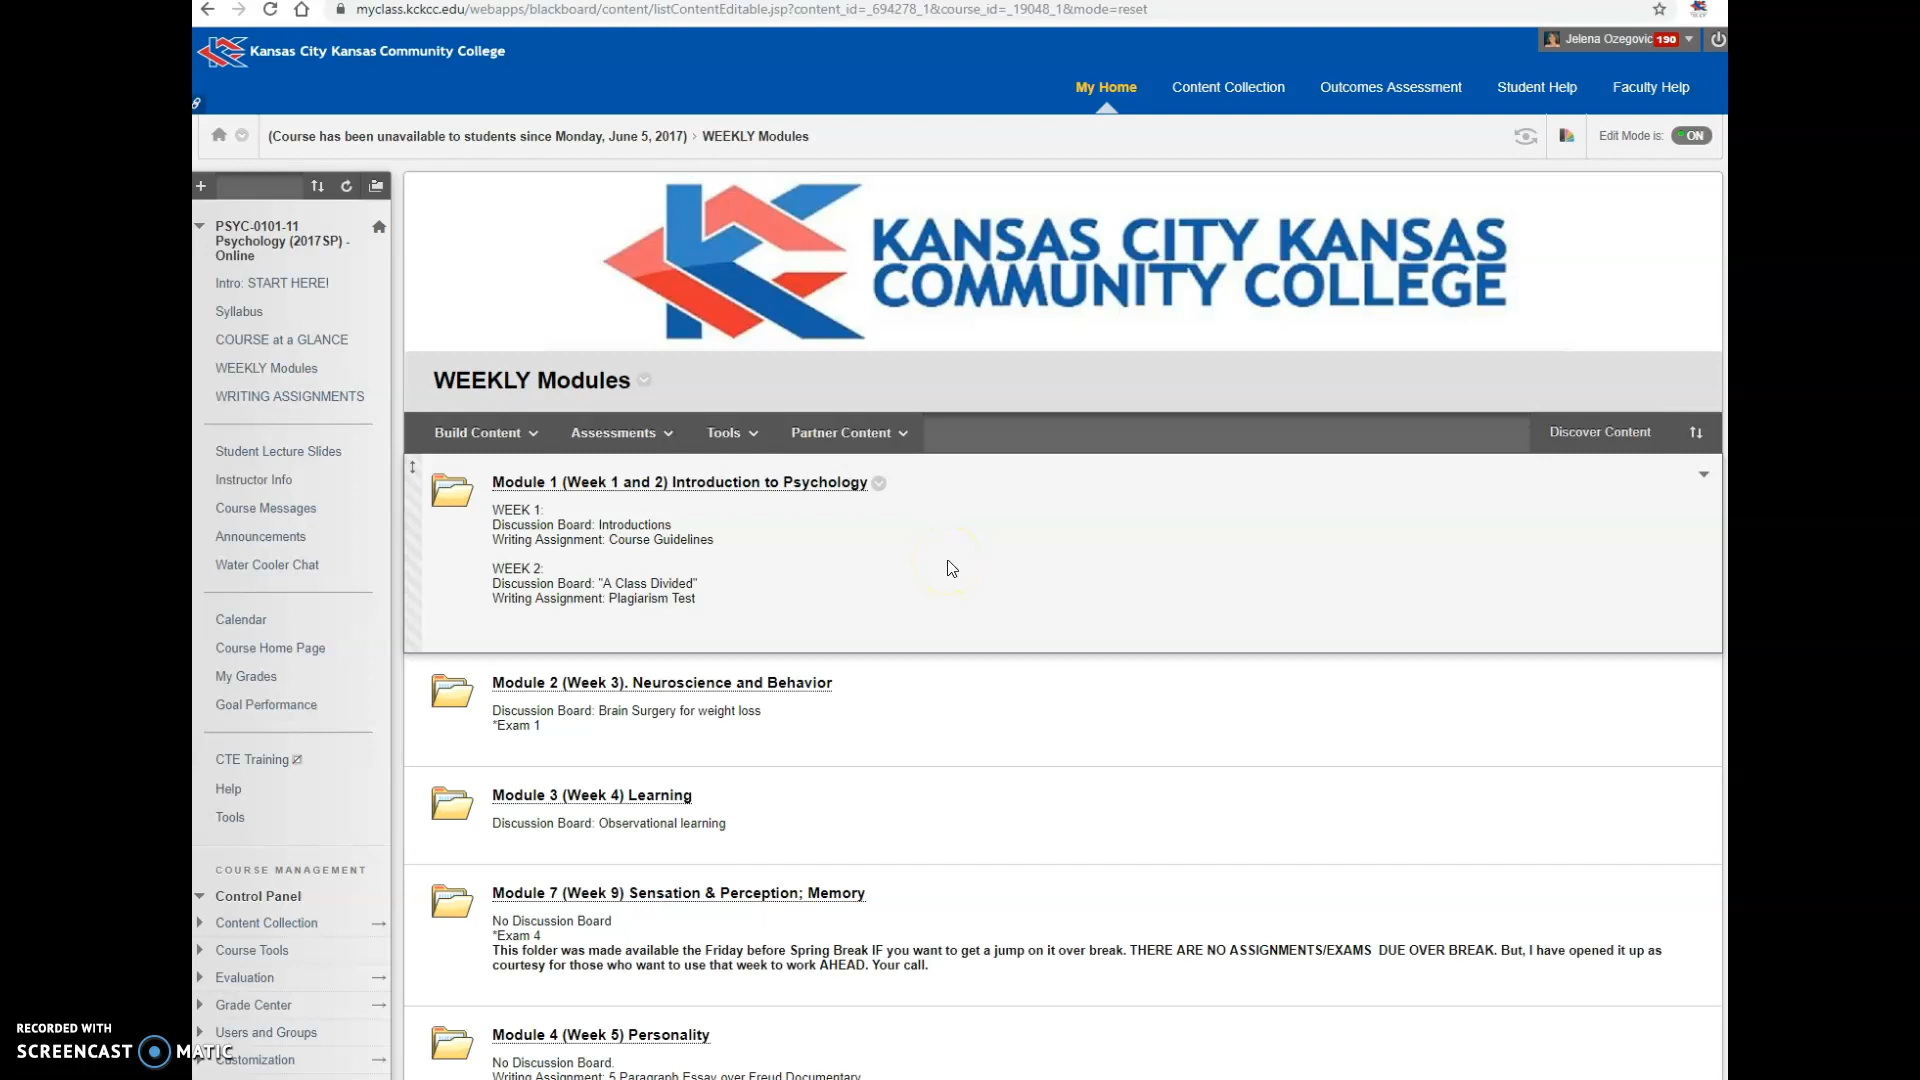 myclass.kckcc.edu/webapps/blackboard/content/listContentEditable.jsp?content_id=_694278_1&course_id=_19048_1&mode=reset
Kansas City Kansas Community College
Jelena Ozegovic 190
My Home
Content Collection
Outcomes Assessment
Student Help
Faculty Help
(Course has been unavailable to students since Monday, June 5, 2017) > WEEKLY Modules
Edit Mode is: ON
PSYC-0101-11
Psychology (2017SP) -
Online
Intro: START HERE!
Syllabus
COURSE at a GLANCE
WEEKLY Modules
WRITING ASSIGNMENTS
Student Lecture Slides
Instructor Info
Course Messages
Announcements
Water Cooler Chat
Calendar
Course Home Page
My Grades
Goal Performance
CTE Training
Help
Tools
COURSE MANAGEMENT
Control Panel
Content Collection
Course Tools
Evaluation
Grade Center
Users and Groups
Customization
KANSAS CITY KANSAS
COMMUNITY COLLEGE
WEEKLY Modules
Build Content
Assessments
Tools
Partner Content
Discover Content
Module 1 (Week 1 and 2) Introduction to Psychology
WEEK 1:
Discussion Board: Introductions
Writing Assignment: Course Guidelines
WEEK 2:
Discussion Board: "A Class Divided"
Writing Assignment: Plagiarism Test
Module 2 (Week 3). Neuroscience and Behavior
Discussion Board: Brain Surgery for weight loss
*Exam 1
Module 3 (Week 4) Learning
Discussion Board: Observational learning
Module 7 (Week 9) Sensation & Perception; Memory
No Discussion Board
*Exam 4
This folder was made available the Friday before Spring Break IF you want to get a jump on it over break. THERE ARE NO ASSIGNMENTS/EXAMS DUE OVER BREAK. But, I have opened it up as
courtesy for those who want to use that week to work AHEAD. Your call.
Module 4 (Week 5) Personality
No Discussion Board.
Writing Assignment: 5 Paragraph Essay over Freud Documentary
RECORDED WITH
SCREENCAST MATIC